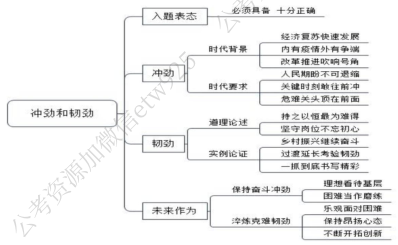 冲劲和韧劲
入题表态
必须具备 十分正确
冲劲
时代背景
经济复苏快速发展
内有疫情外有争端
改革推进吹响号角
时代要求
人民期盼不可退缩
关键时刻敢往前冲
危难关头顶在前面
韧劲
道理论述
持之以恒最为难得
坚守岗位不忘初心
实例论证
乡村振兴继续奋斗
过渡延长考验韧劲
一抓到底书写精彩
未来作为
保持奋斗冲劲
理想看待基层
困难当作磨练
淬炼克难韧劲
乐观面对困难
保持昂扬心态
不断开拓创新
公考资源加微信etw925